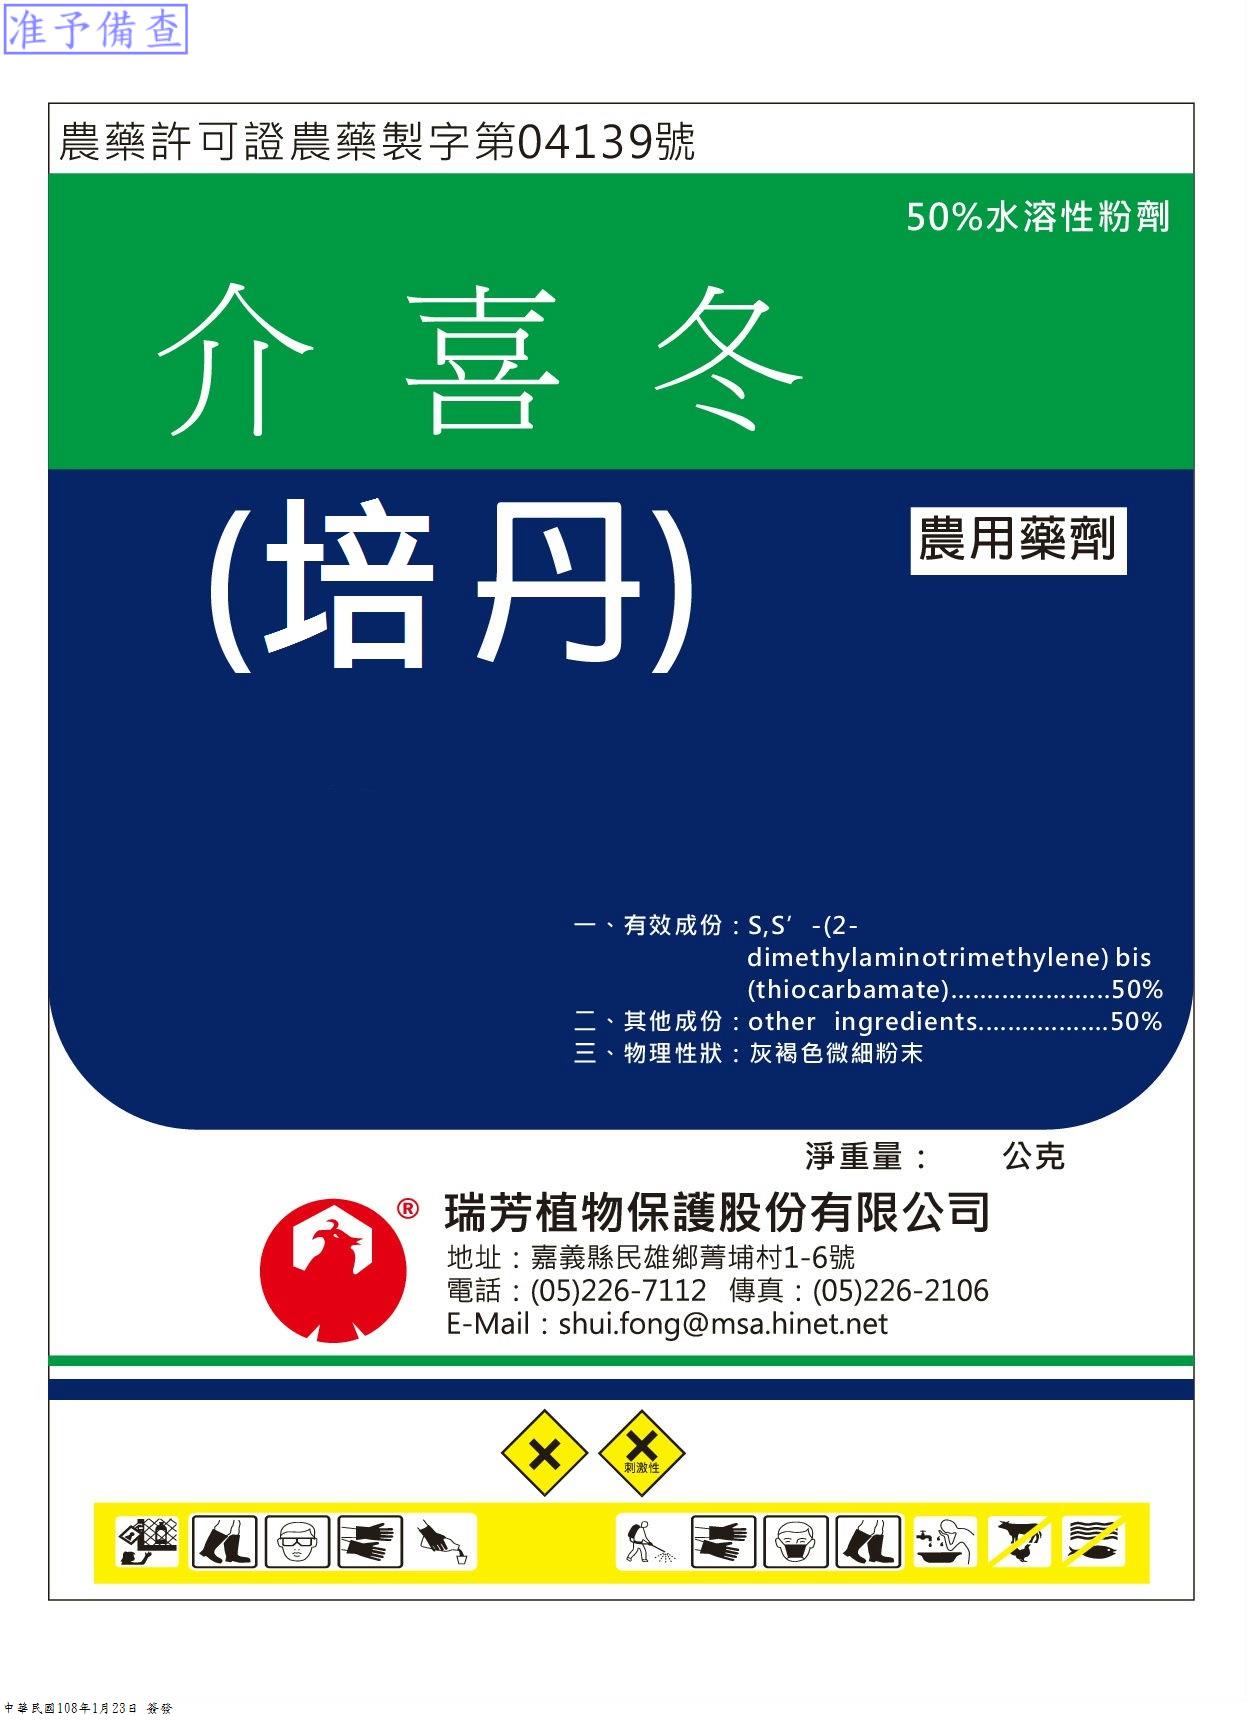 准予備查
農藥許可證農藥製字第04139號
50%水溶性粉劑
介喜冬
(培丹)
農用藥劑
一、有效成份：S,S′-(2-
dimethylaminotrimethylene) bis
(thiocarbamate)......................50%
二、其他成份：other ingredients..................50%
三、物理性狀：灰褐色微細粉末
淨重量： 公克
® 瑞芳植物保護股份有限公司
地址：嘉義縣民雄鄉菁埔村1-6號
電話：(05)226-7112 傳真：(05)226-2106
E-Mail：shui.fong@msa.hinet.net
刺激性
中華民國108年1月23日 簽發